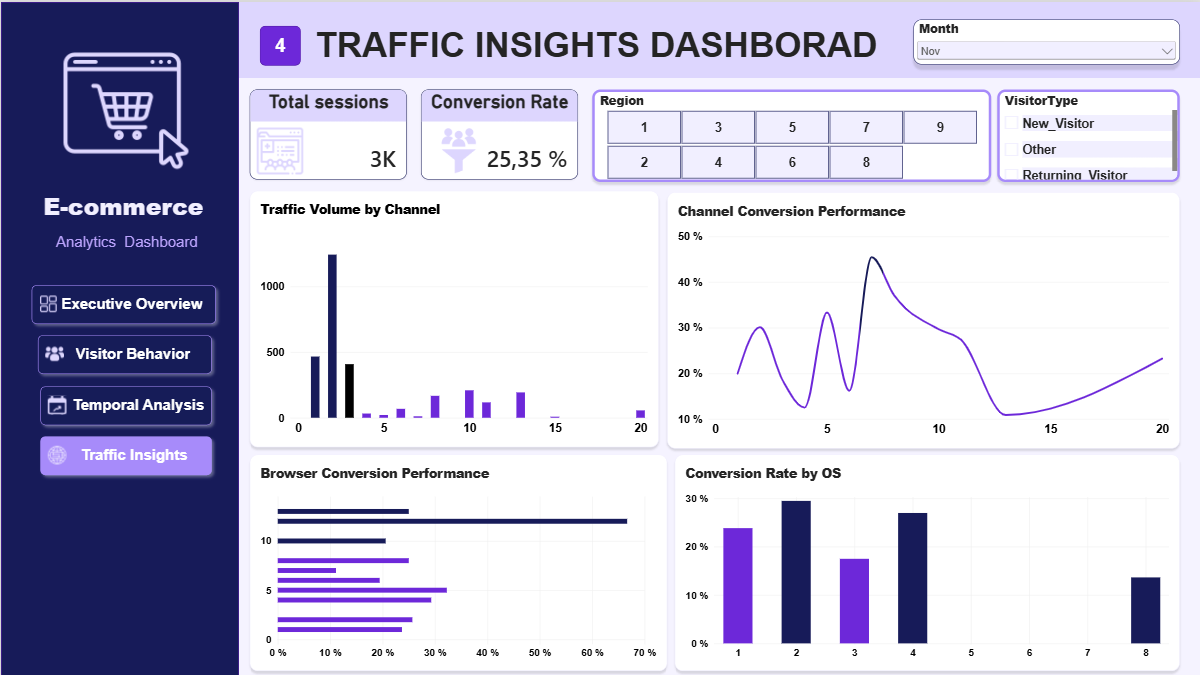 4
TRAFFIC INSIGHTS DASHBORAD
Month
Nov
E-commerce
Analytics Dashboard
Executive Overview
Visitor Behavior
Temporal Analysis
Traffic Insights
Total sessions
3K
Conversion Rate
25,35 %
Region
1 3 5 7 9
2 4 6 8
VisitorType
New_Visitor
Other
Returning_Visitor
Traffic Volume by Channel
1000
500
0
0 5 10 15 20
Channel Conversion Performance
50 %
40 %
30 %
20 %
10 %
0 5 10 15 20
Browser Conversion Performance
10
5
0
0 % 10 % 20 % 30 % 40 % 50 % 60 % 70 %
Conversion Rate by OS
30 %
20 %
10 %
0 %
1 2 3 4 5 6 7 8